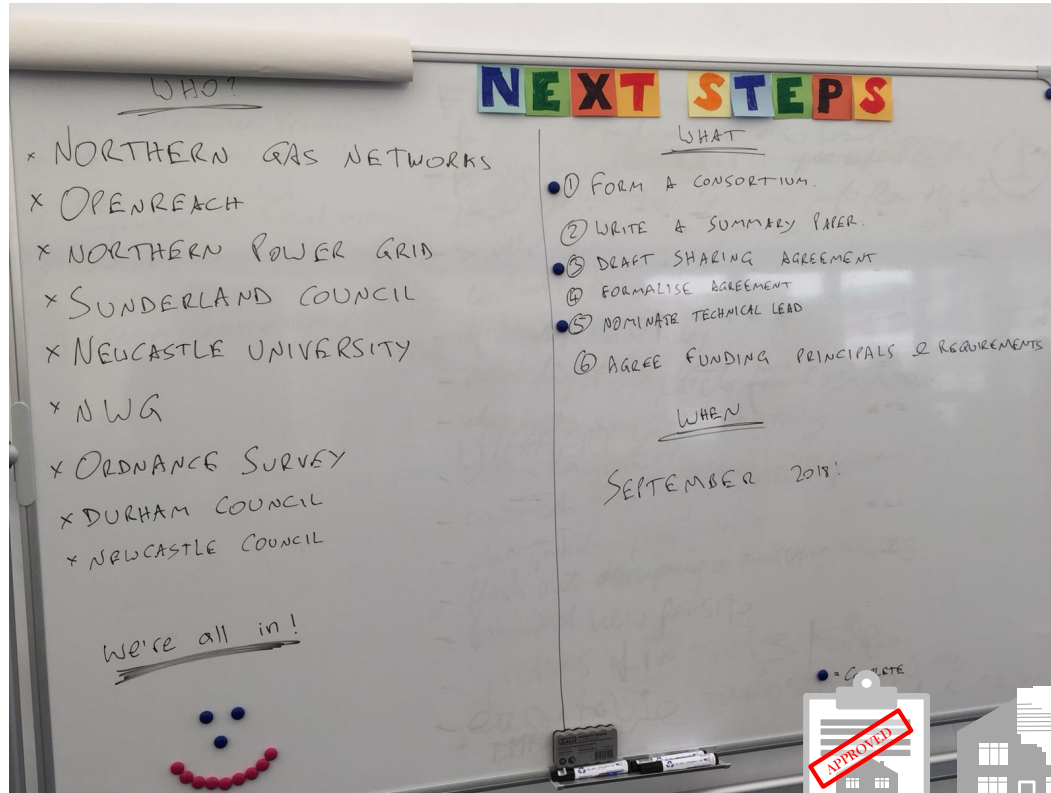 NEXT STEPS
WHO?
× NORTHERN GAS NETWORKS
× OPENREACH
× NORTHERN POWER GRID
× SUNDERLAND COUNCIL
× NEWCASTLE UNIVERSITY
× NWG
× ORDNANCE SURVEY
× DURHAM COUNCIL
× NEWCASTLE COUNCIL
We're all in!
WHAT
① FORM A CONSORTIUM.
② WRITE A SUMMARY PAPER.
③ DRAFT SHARING AGREEMENT
④ FORMALISE AGREEMENT
⑤ NOMINATE TECHNICAL LEAD
⑥ AGREE FUNDING PRINCIPALS & REQUIREMENTS
WHEN
SEPTEMBER 2018!
= COMPLETE
APPROVED